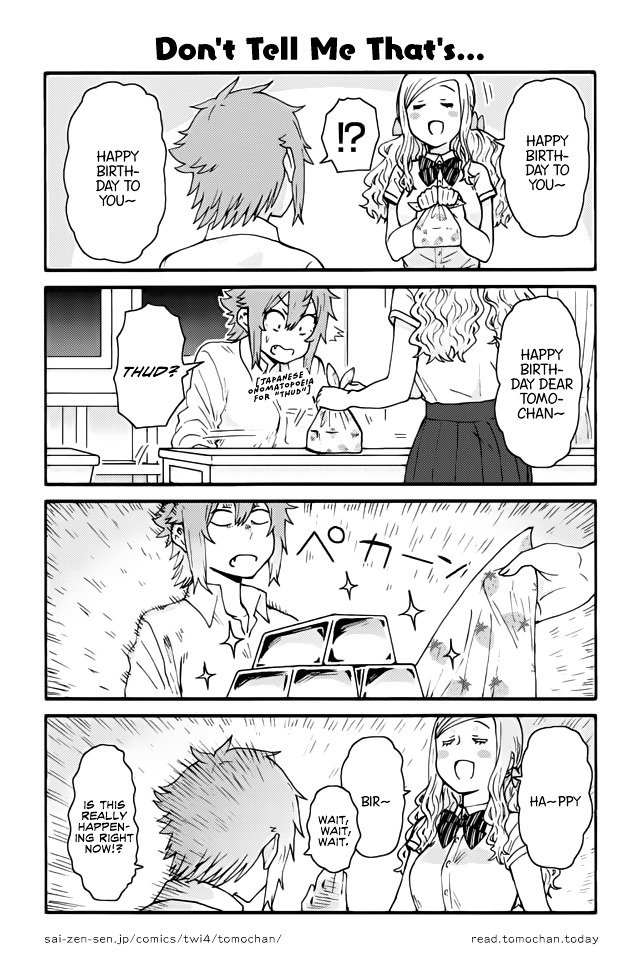 Don't Tell Me That's...
HAPPY
BIRTH-
DAY TO
YOU~
!?
HAPPY
BIRTH-
DAY TO
YOU~
HAPPY
BIRTH-
DAY DEAR
TOMO-
CHAN~
THUD?
[JAPANESE
ONOMATOPOEIA
FOR "THUD"]
ペカーン
HA~PPY
BIR~
WAIT,
WAIT,
WAIT.
IS THIS
REALLY
HAPPEN-
ING RIGHT
NOW!?
sai-zen-sen.jp/comics/twi4/tomochan/
read.tomochan.today